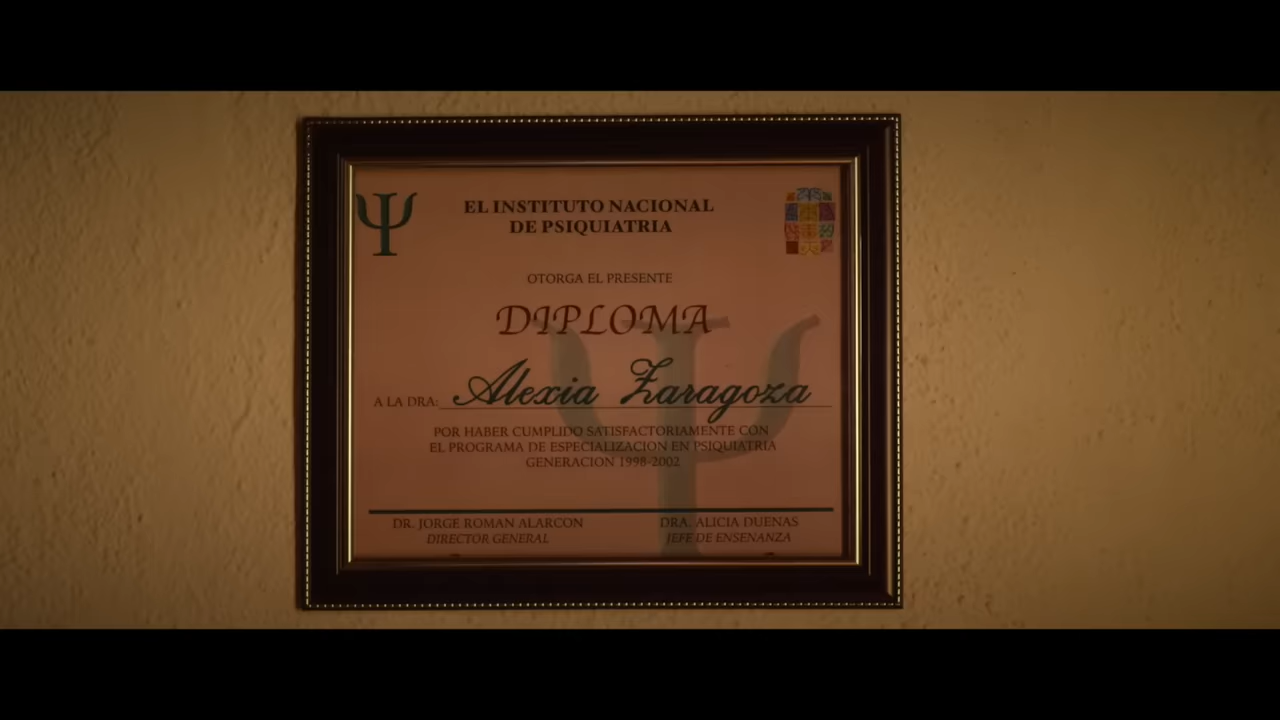 Ψ
EL INSTITUTO NACIONAL
DE PSIQUIATRIA
OTORGA EL PRESENTE
DIPLOMA
A LA DRA: Alexia Zaragoza
POR HABER CUMPLIDO SATISFACTORIAMENTE CON
EL PROGRAMA DE ESPECIALIZACION EN PSIQUIATRIA
GENERACION 1998-2002
DR. JORGE ROMAN ALARCON
DIRECTOR GENERAL
DRA. ALICIA DUENAS
JEFE DE ENSENANZA